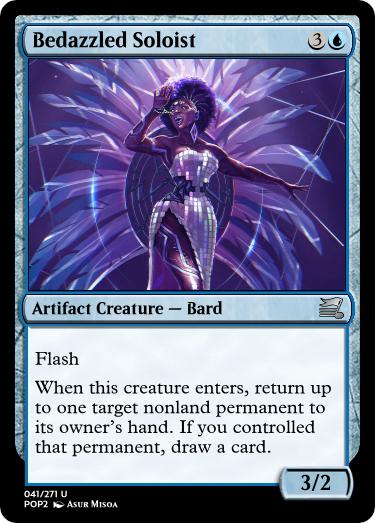 Bedazzled Soloist 3
Artifact Creature — Bard
Flash
When this creature enters, return up
to one target nonland permanent to
its owner's hand. If you controlled
that permanent, draw a card.
3/2
041/271 U
POP2 Asur Misoa